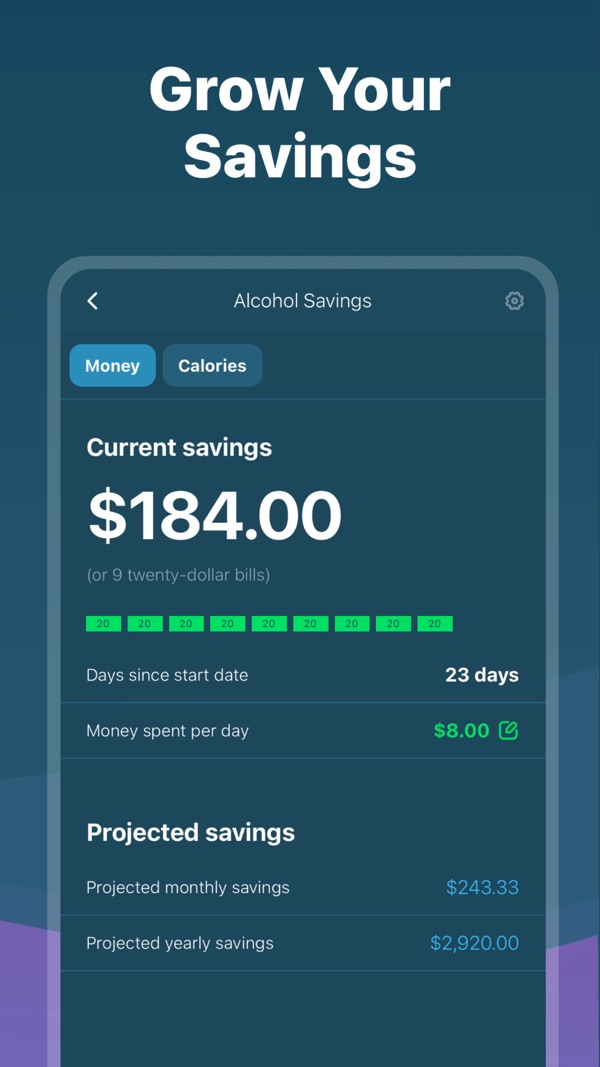 Grow Your
Savings
Alcohol Savings
Money Calories
Current savings
$184.00
(or 9 twenty-dollar bills)
20 20 20 20 20 20 20 20 20
Days since start date 23 days
Money spent per day $8.00
Projected savings
Projected monthly savings $243.33
Projected yearly savings $2,920.00